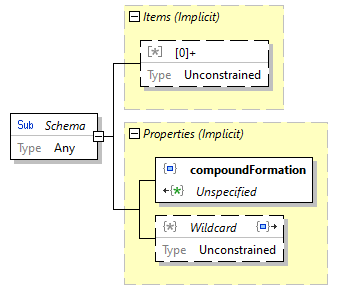 Items (Implicit)
[*] [0]+
Type Unconstrained
Sub Schema
Type Any
Properties (Implicit)
compoundFormation
Unspecified
{*} Wildcard
Type Unconstrained